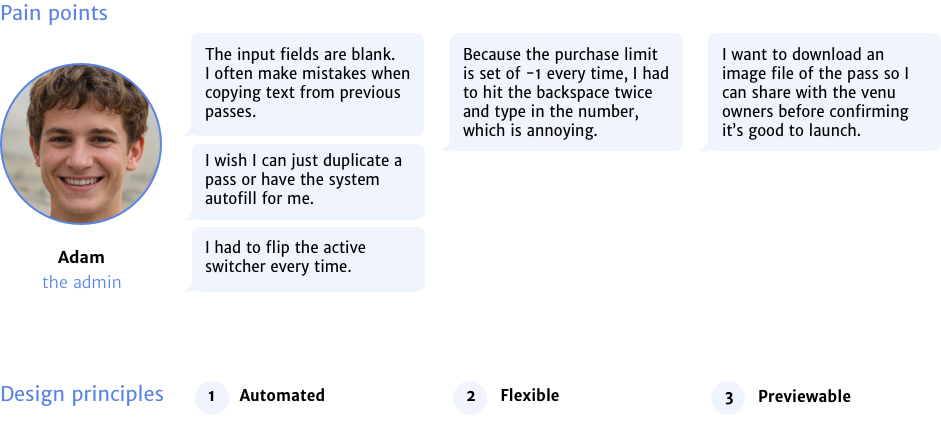 Pain points
The input fields are blank.
I often make mistakes when
copying text from previous
passes.
I wish I can just duplicate a
pass or have the system
autofill for me.
I had to flip the active
switcher every time.
Because the purchase limit
is set of -1 every time, I had
to hit the backspace twice
and type in the number,
which is annoying.
I want to download an
image file of the pass so I
can share with the venu
owners before confirming
it's good to launch.
Adam
the admin
Design principles
1 Automated
2 Flexible
3 Previewable